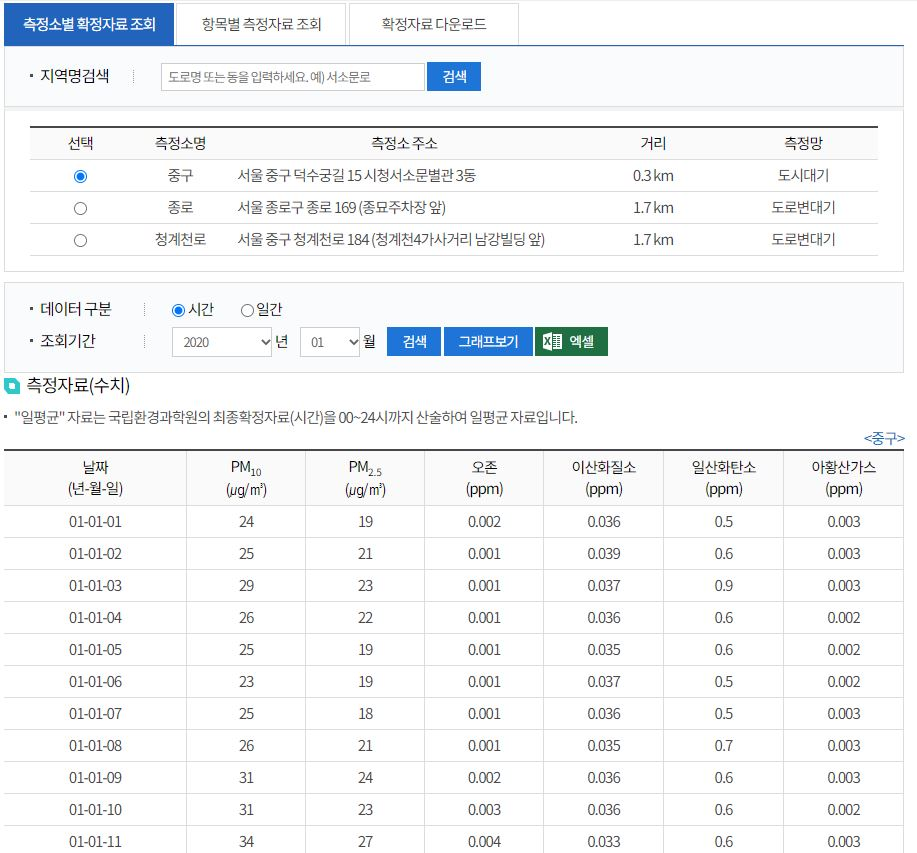 측정소별 확정자료 조회 항목별 측정자료 조회 확정자료 다운로드
지역명검색 도로명 또는 동을 입력하세요. 예) 서소문로 검색
선택 측정소명 측정소 주소 거리 측정망
중구 서울 중구 덕수궁길 15 시청서소문별관 3동 0.3 km 도시대기
종로 서울 종로구 종로 169 (종묘주차장 앞) 1.7 km 도로변대기
청계천로 서울 중구 청계천로 184 (청계천4가사거리 남강빌딩 앞) 1.7 km 도로변대기
데이터 구분 시간 일간
조회기간 2020 년 01 월 검색 그래프보기 엑셀
측정자료(수치)
"일평균" 자료는 국립환경과학원의 최종확정자료(시간)을 00~24시까지 산술하여 일평균 자료입니다.
<중구>
날짜 PM10 PM2.5 오존 이산화질소 일산화탄소 아황산가스
(년-월-일) (㎍/㎥) (㎍/㎥) (ppm) (ppm) (ppm) (ppm)
01-01-01 24 19 0.002 0.036 0.5 0.003
01-01-02 25 21 0.001 0.039 0.6 0.003
01-01-03 29 23 0.001 0.037 0.9 0.003
01-01-04 26 22 0.001 0.036 0.6 0.002
01-01-05 25 19 0.001 0.035 0.6 0.002
01-01-06 23 19 0.001 0.037 0.5 0.002
01-01-07 25 18 0.001 0.036 0.5 0.003
01-01-08 26 21 0.001 0.035 0.7 0.003
01-01-09 31 24 0.002 0.036 0.6 0.003
01-01-10 31 23 0.003 0.036 0.6 0.002
01-01-11 34 27 0.004 0.033 0.6 0.003